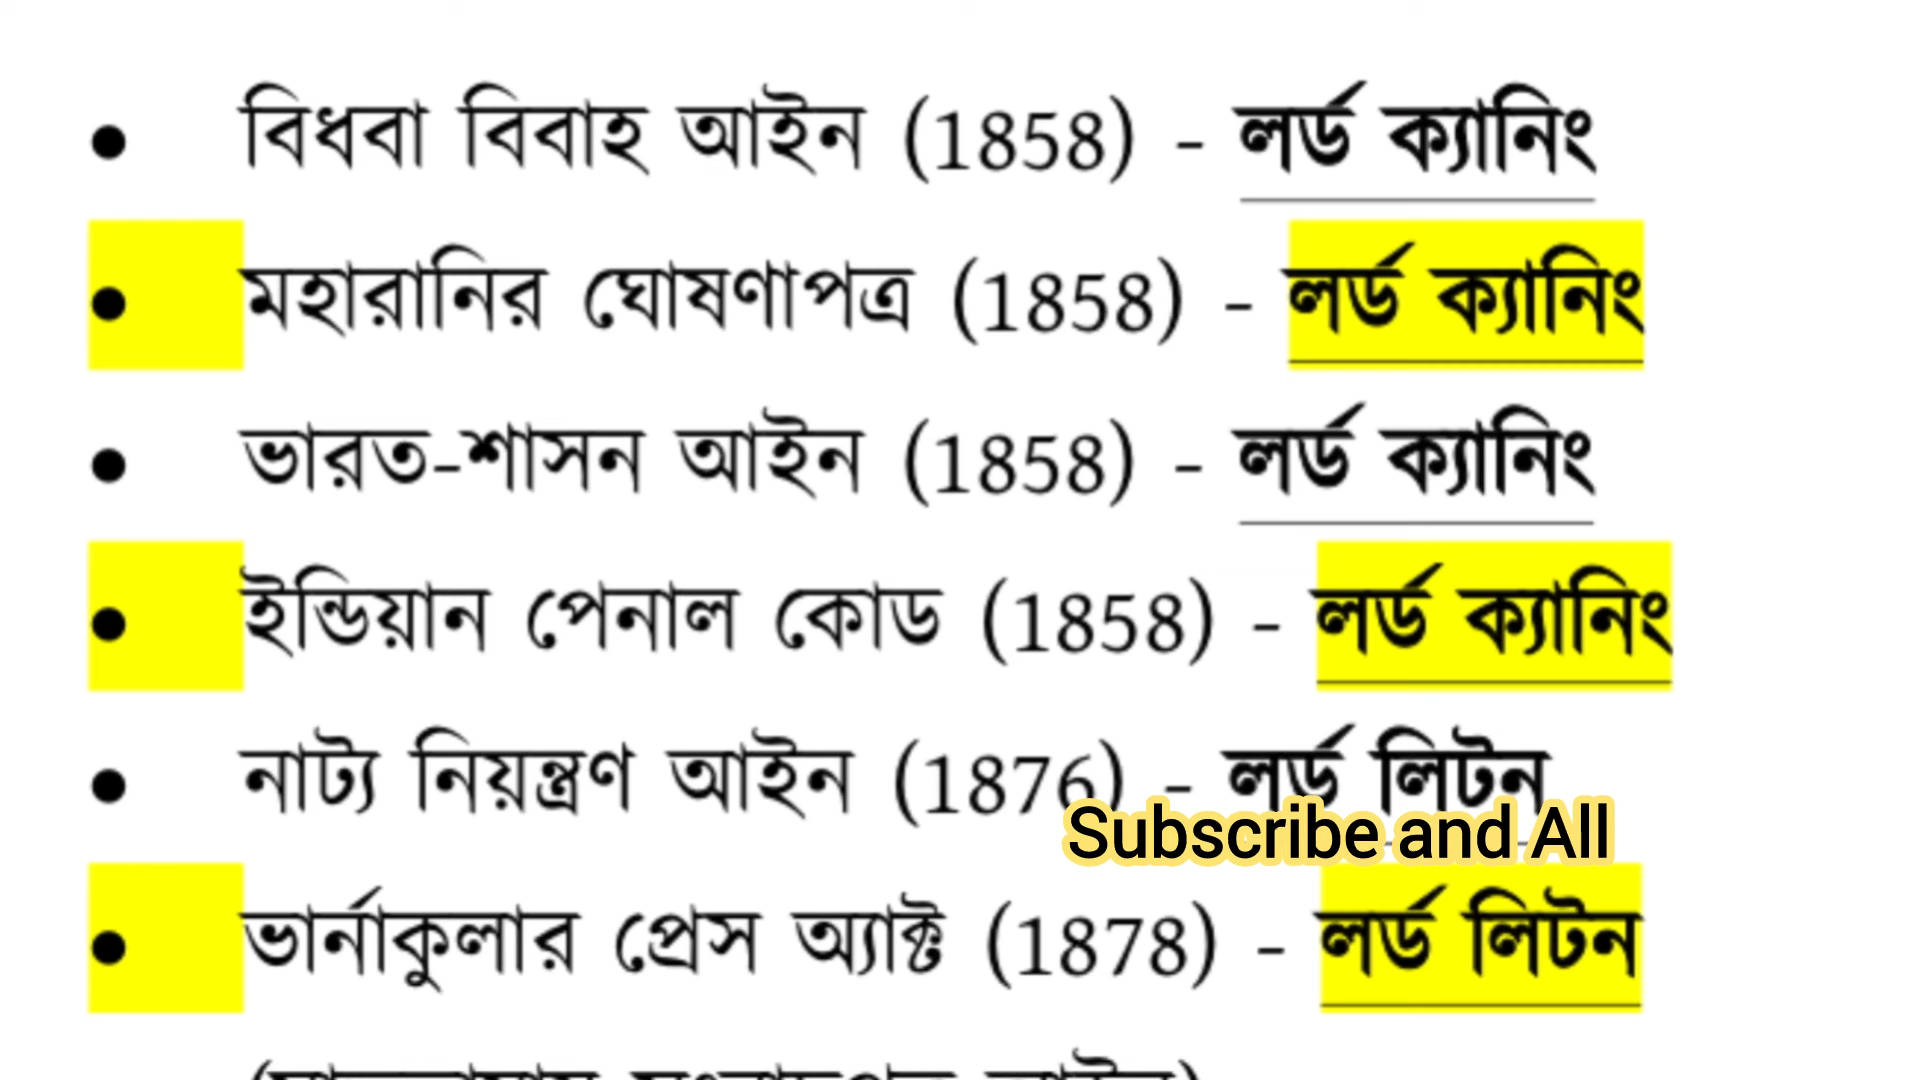 • বিধবা বিবাহ আইন (1858) - লর্ড ক্যানিং
• মহারানির ঘোষণাপত্র (1858) - লর্ড ক্যানিং
• ভারত-শাসন আইন (1858) - লর্ড ক্যানিং
• ইন্ডিয়ান পেনাল কোড (1858) - লর্ড ক্যানিং
• নাট্য নিয়ন্ত্রণ আইন (1876) - লর্ড লিটন
Subscribe and All
• ভার্নাকুলার প্রেস অ্যাক্ট (1878) - লর্ড লিটন